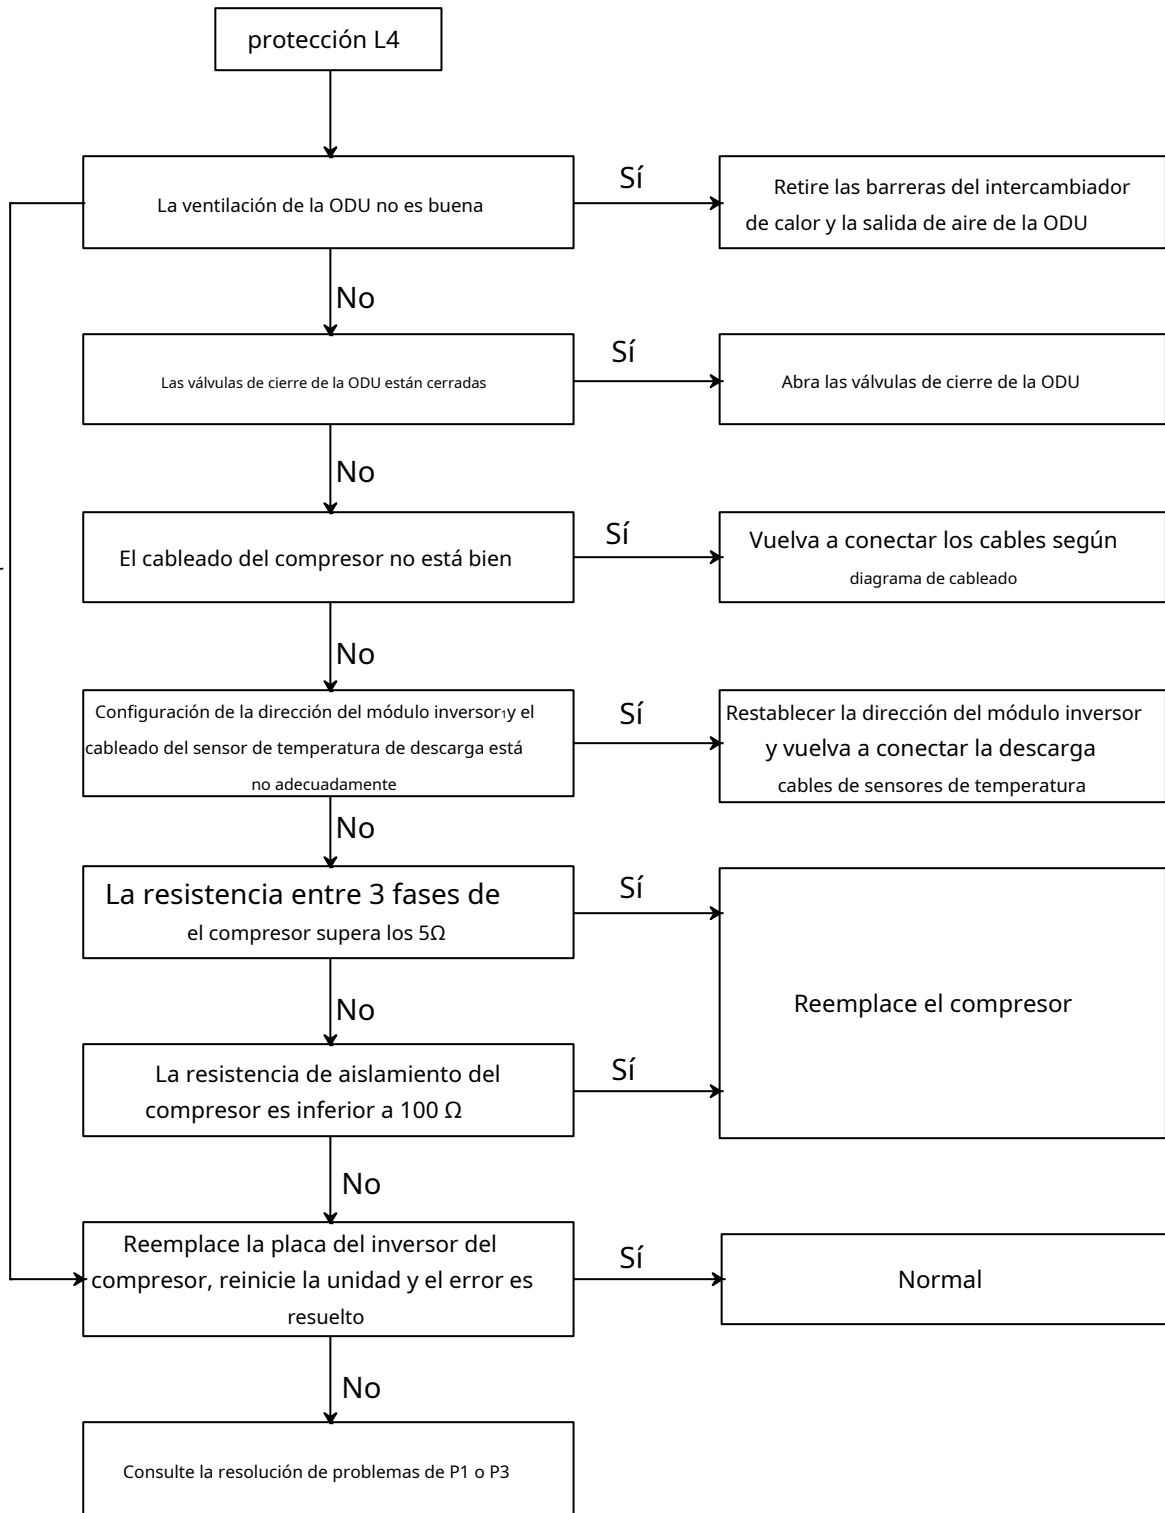 protección L4
La ventilación de la ODU no es buena
Sí
Retire las barreras del intercambiador
de calor y la salida de aire de la ODU
No
Las válvulas de cierre de la ODU están cerradas
Sí
Abra las válvulas de cierre de la ODU
No
El cableado del compresor no está bien
Sí
Vuelva a conectar los cables según
diagrama de cableado
No
Configuración de la dirección del módulo inversor1y el
cableado del sensor de temperatura de descarga está
no adecuadamente
Sí
Restablecer la dirección del módulo inversor
y vuelva a conectar la descarga
cables de sensores de temperatura
No
La resistencia entre 3 fases de
el compresor supera los 5Ω
Sí
Reemplace el compresor
No
La resistencia de aislamiento del
compresor es inferior a 100 Ω
Sí
No
Reemplace la placa del inversor del
compresor, reinicie la unidad y el error es
resuelto
Sí
Normal
No
Consulte la resolución de problemas de P1 o P3